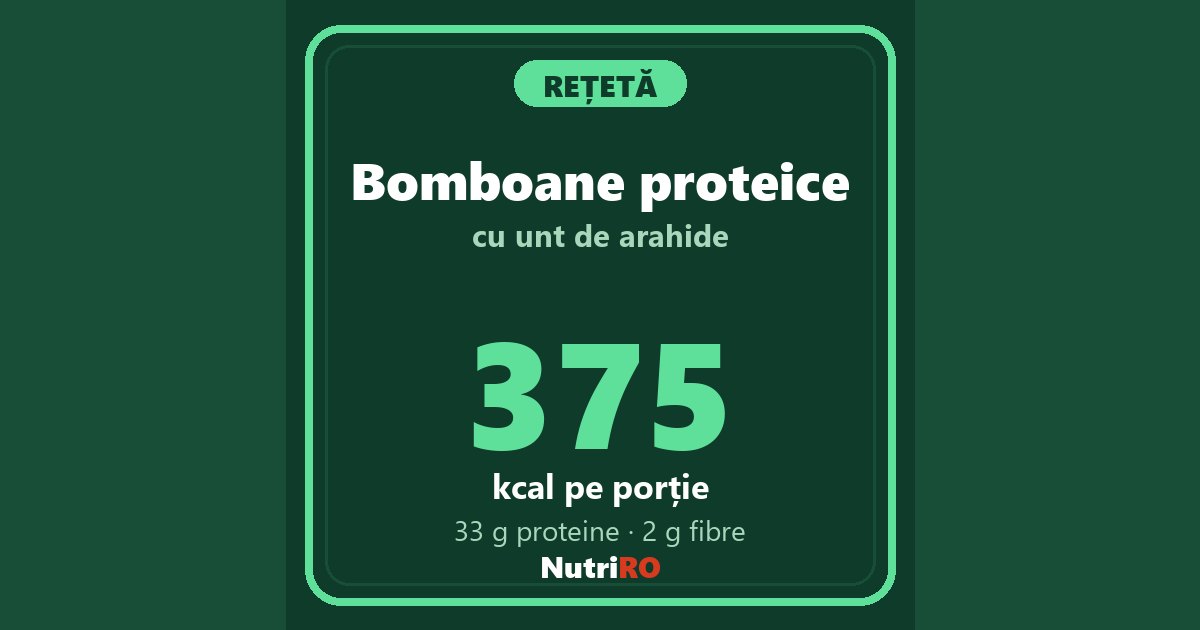 REȚETĂ
Bomboane proteice
cu unt de arahide
375
kcal pe porție
33 g proteine · 2 g fibre
NutriRO